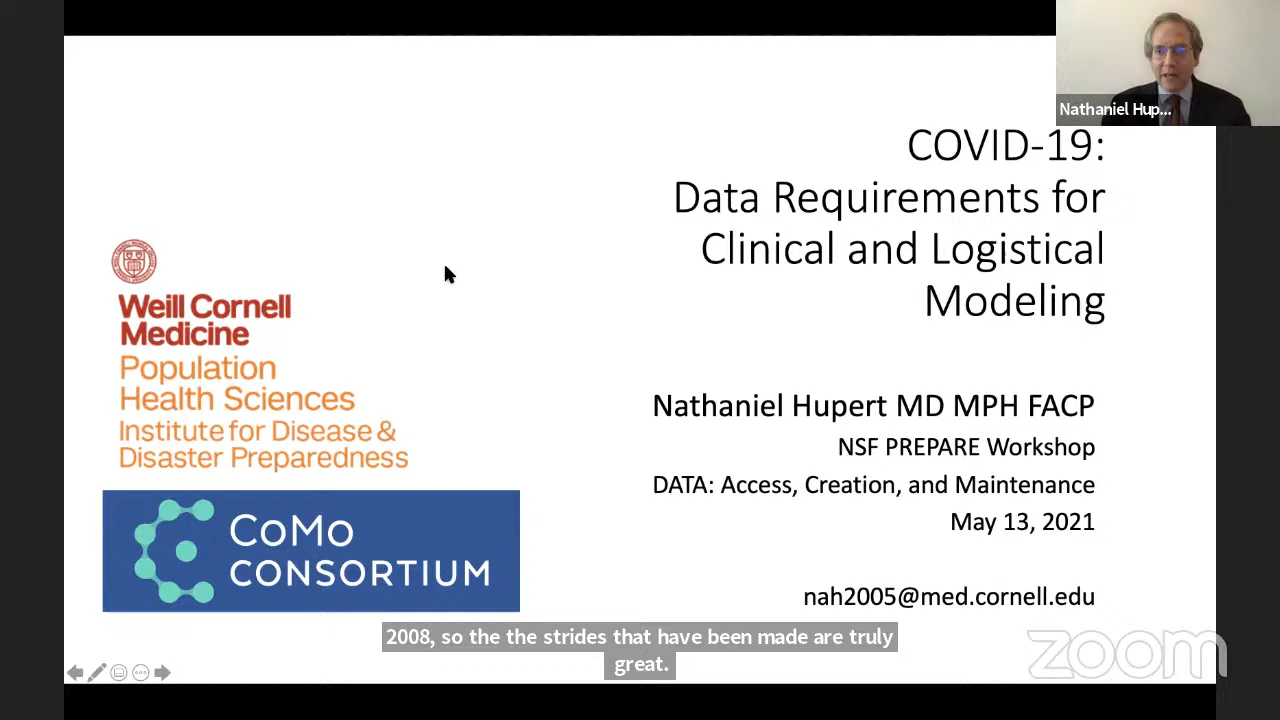 Nathaniel Hup...
COVID-19:
Data Requirements for
Clinical and Logistical
Modeling
Weill Cornell
Medicine
Population
Health Sciences
Institute for Disease &
Disaster Preparedness
CoMo
CONSORTIUM
Nathaniel Hupert MD MPH FACP
NSF PREPARE Workshop
DATA: Access, Creation, and Maintenance
May 13, 2021
nah2005@med.cornell.edu
2008, so the the strides that have been made are truly
great.
zoom